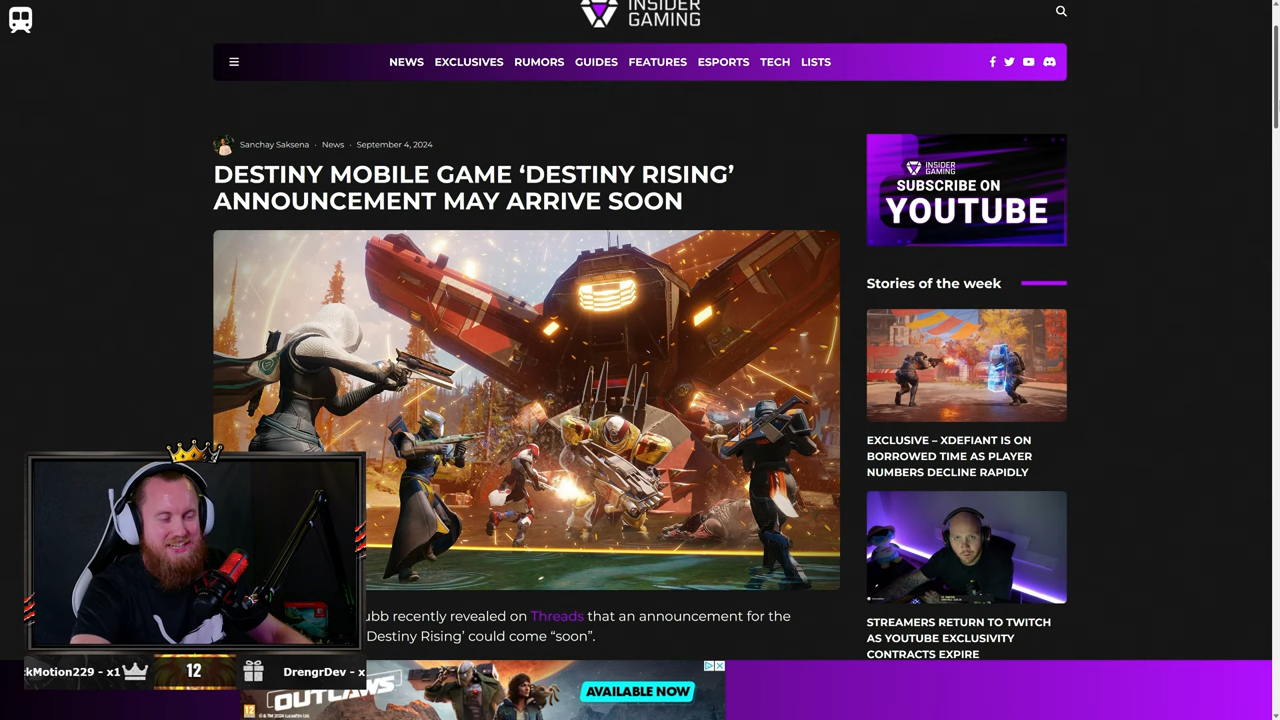 INSIDER
GAMING
NEWS EXCLUSIVES RUMORS GUIDES FEATURES ESPORTS TECH LISTS
Sanchay Saksena · News · September 4, 2024
DESTINY MOBILE GAME ‘DESTINY RISING’
ANNOUNCEMENT MAY ARRIVE SOON
INSIDER
GAMING
SUBSCRIBE ON
YOUTUBE
Stories of the week
EXCLUSIVE – XDEFIANT IS ON
BORROWED TIME AS PLAYER
NUMBERS DECLINE RAPIDLY
STREAMERS RETURN TO TWITCH
AS YOUTUBE EXCLUSIVITY
CONTRACTS EXPIRE
ubb recently revealed on Threads that an announcement for the
‘Destiny Rising’ could come “soon”.
kMotion229 - x1
12
DrengrDev - x
OUTLAWS
AVAILABLE NOW
12